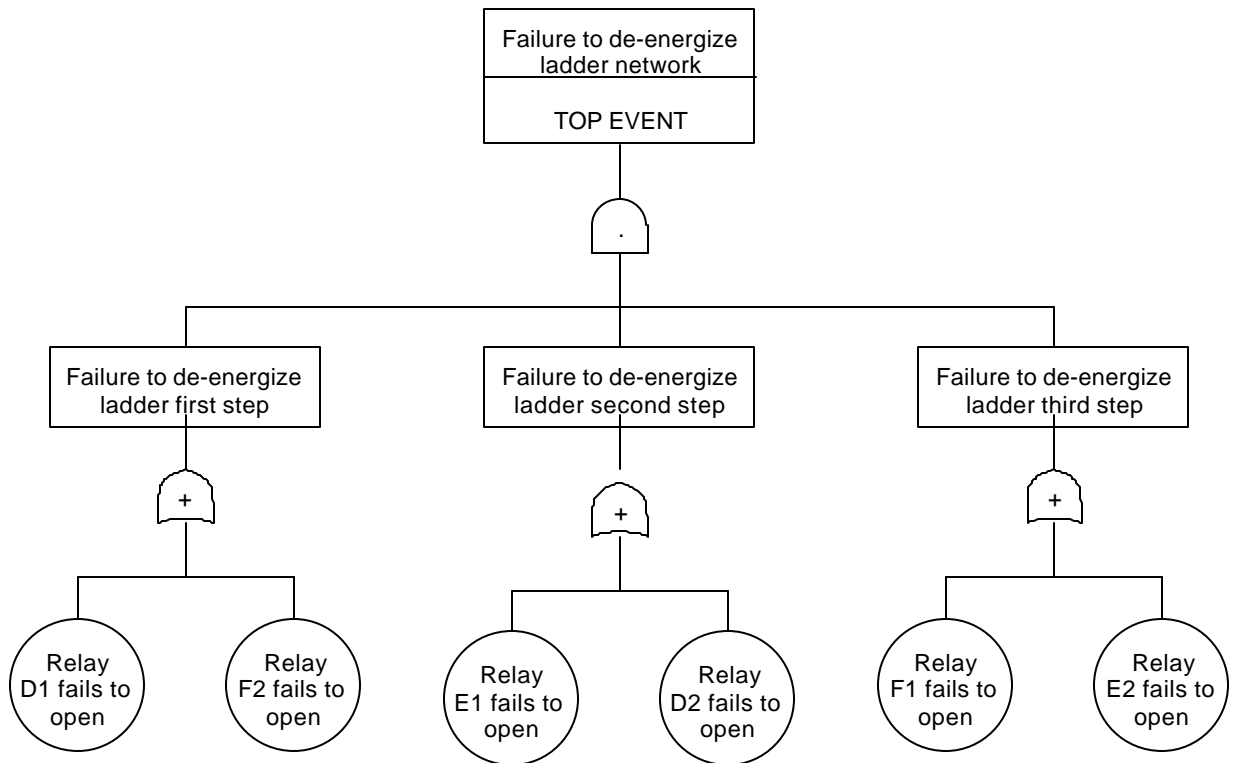 Failure to de-energize
ladder network
TOP EVENT
.
Failure to de-energize
ladder first step
Failure to de-energize
ladder second step
Failure to de-energize
ladder third step
+
+
+
Relay
D1 fails to
open
Relay
F2 fails to
open
Relay
E1 fails to
open
Relay
D2 fails to
open
Relay
F1 fails to
open
Relay
E2 fails to
open